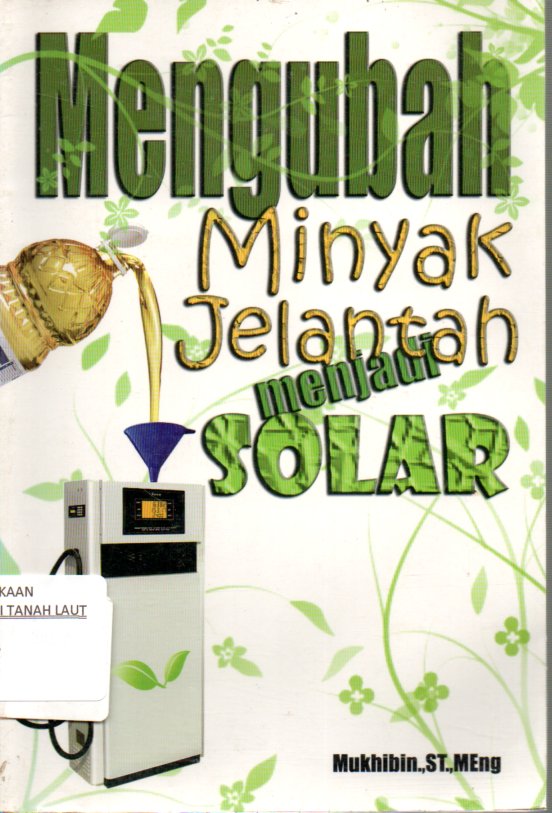 Mengubah
Minyak
Jelantah
menjadi
SOLAR
KAAN
I TANAH LAUT
Mukhibin.,ST.,MEng